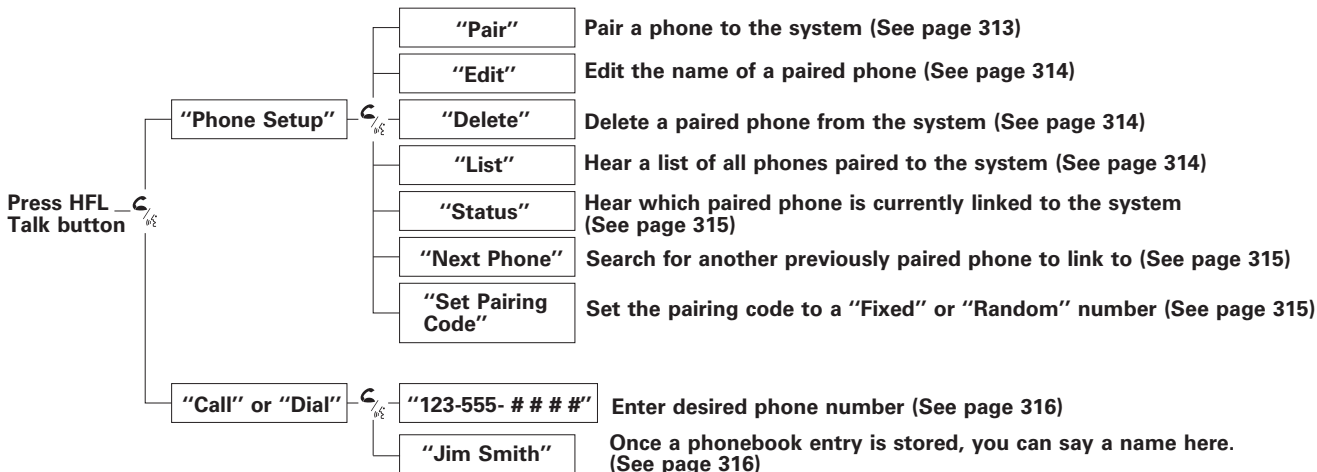 "Pair"
Pair a phone to the system (See page 313)
"Edit"
Edit the name of a paired phone (See page 314)
"Phone Setup"
"Delete"
Delete a paired phone from the system (See page 314)
"List"
Hear a list of all phones paired to the system (See page 314)
Press HFL
Talk button
"Status"
Hear which paired phone is currently linked to the system
(See page 315)
"Next Phone"
Search for another previously paired phone to link to (See page 315)
"Set Pairing
Code"
Set the pairing code to a "Fixed" or "Random" number (See page 315)
"Call" or "Dial"
"123-555- # # # #"
Enter desired phone number (See page 316)
"Jim Smith"
Once a phonebook entry is stored, you can say a name here.
(See page 316)